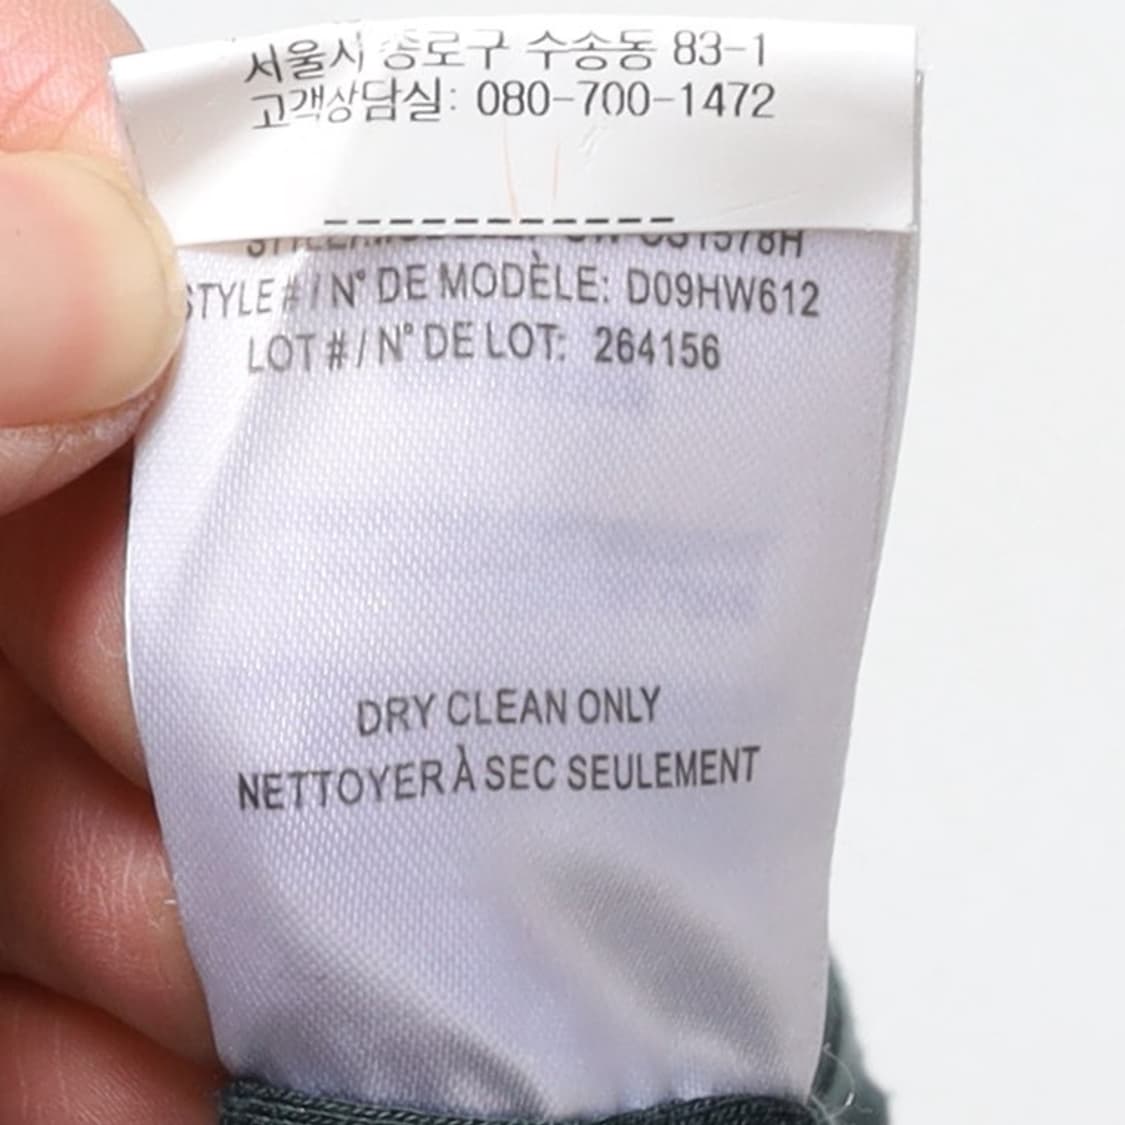 서울시 종로구 수송동 83-1
고객상담실: 080-700-1472
-----------
STYLE # / N° DE MODÈLE: D09HW612
LOT # / N° DE LOT: 264156
DRY CLEAN ONLY
NETTOYER À SEC SEULEMENT